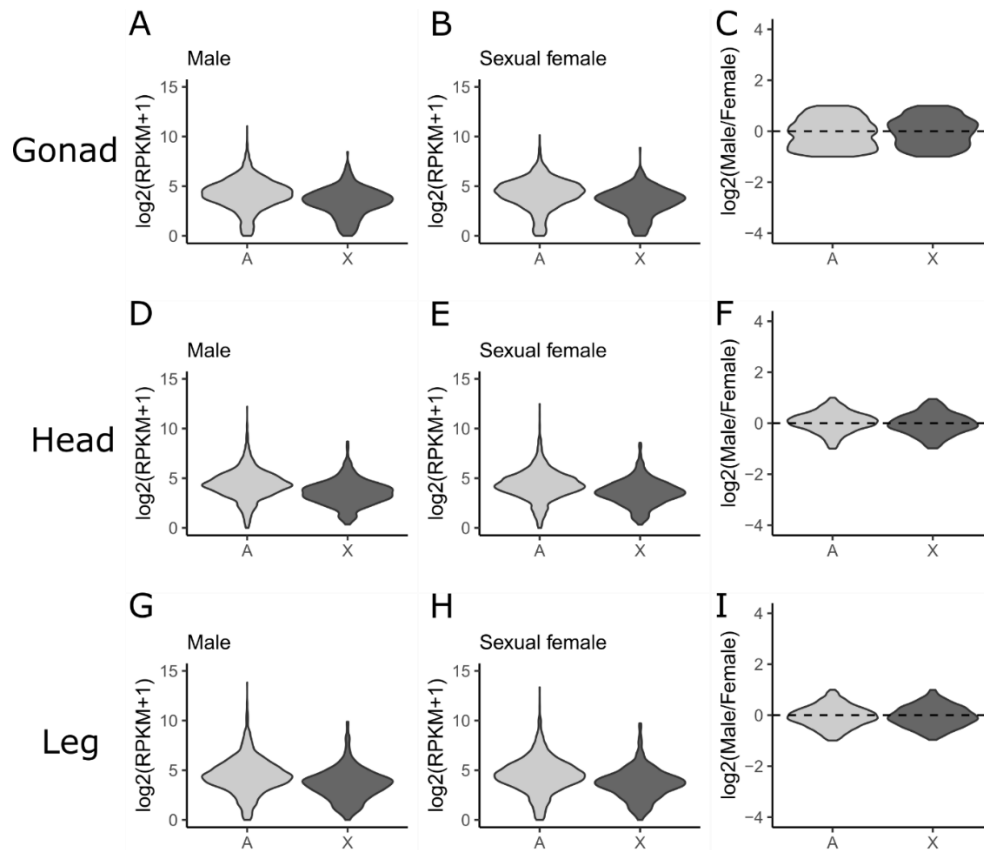 A
B
C
Male
Sexual female
Gonad
log2(RPKM+1)
15
10
5
0
A
X
log2(RPKM+1)
15
10
5
0
A
X
log2(Male/Female)
4
2
0
−2
−4
A
X
D
E
F
Male
Sexual female
Head
log2(RPKM+1)
15
10
5
0
A
X
log2(RPKM+1)
15
10
5
0
A
X
log2(Male/Female)
4
2
0
−2
−4
A
X
G
H
I
Male
Sexual female
Leg
log2(RPKM+1)
15
10
5
0
A
X
log2(RPKM+1)
15
10
5
0
A
X
log2(Male/Female)
4
2
0
−2
−4
A
X